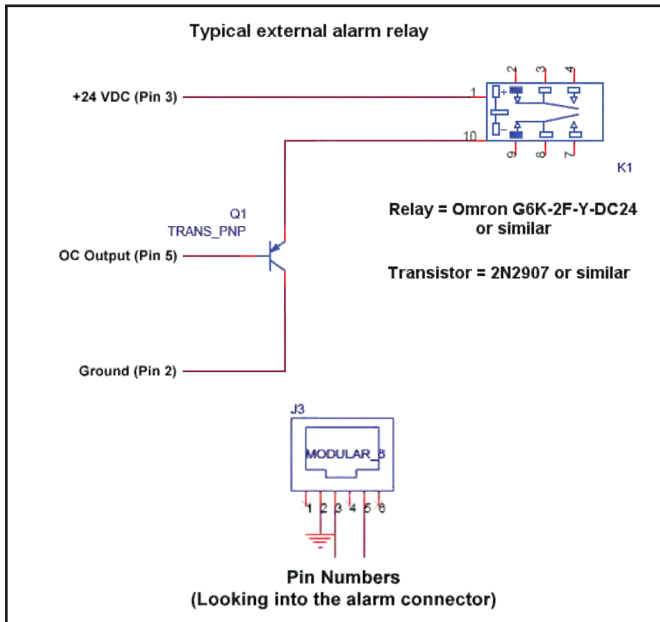 Typical external alarm relay
2 3 4
+24 VDC (Pin 3)
1
+
10
-
9 8 7
K1
Q1
TRANS_PNP
Relay = Omron G6K-2F-Y-DC24
or similar
OC Output (Pin 5)
Transistor = 2N2907 or similar
Ground (Pin 2)
J3
MODULAR_6
1 2 3 4 5 6
Pin Numbers
(Looking into the alarm connector)